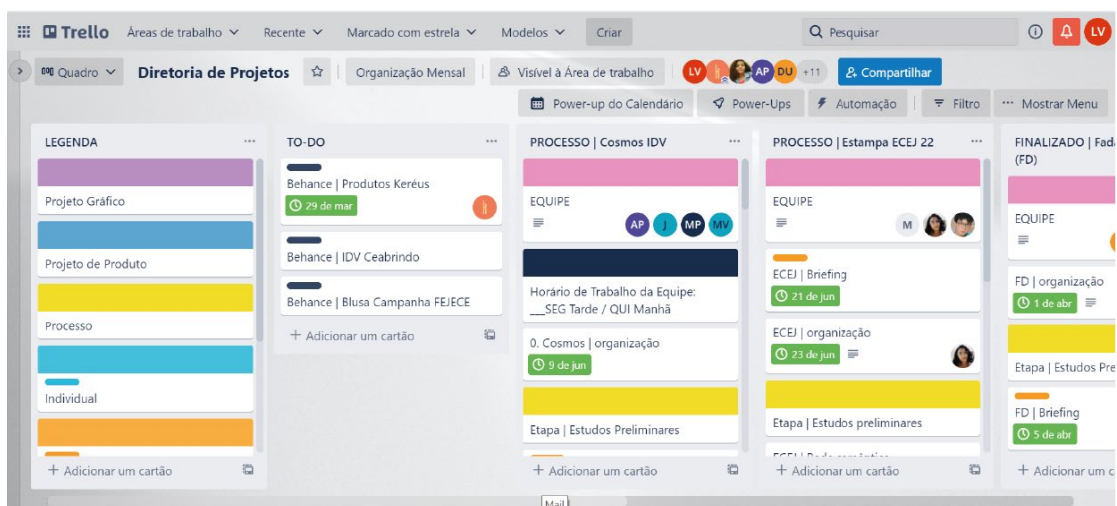 Trello
Áreas de trabalho
Recente
Marcado com estrela
Modelos
Criar
Pesquisar
LV
Quadro
Diretoria de Projetos
Organização Mensal
Visível à Área de trabalho
LV
AP
DU
+11
Compartilhar
Power-up do Calendário
Power-Ups
Automação
Filtro
Mostrar Menu
LEGENDA
Projeto Gráfico
Projeto de Produto
Processo
Individual
+ Adicionar um cartão
TO-DO
Behance | Produtos Keréus
29 de mar
Behance | IDV Ceabrindo
Behance | Blusa Campanha FEJECE
+ Adicionar um cartão
PROCESSO | Cosmos IDV
EQUIPE
AP
J
MP
MV
Horário de Trabalho da Equipe:
___SEG Tarde / QUI Manhã
0. Cosmos | organização
9 de jun
Etapa | Estudos Preliminares
+ Adicionar um cartão
PROCESSO | Estampa ECEJ 22
EQUIPE
M
ECEJ | Briefing
21 de jun
ECEJ | organização
23 de jun
Etapa | Estudos preliminares
+ Adicionar um cartão
FINALIZADO |
(FD)
EQUIPE
FD | organização
1 de abr
Etapa | Estudos
FD | Briefing
5 de abr
+ Adicionar um
Mail